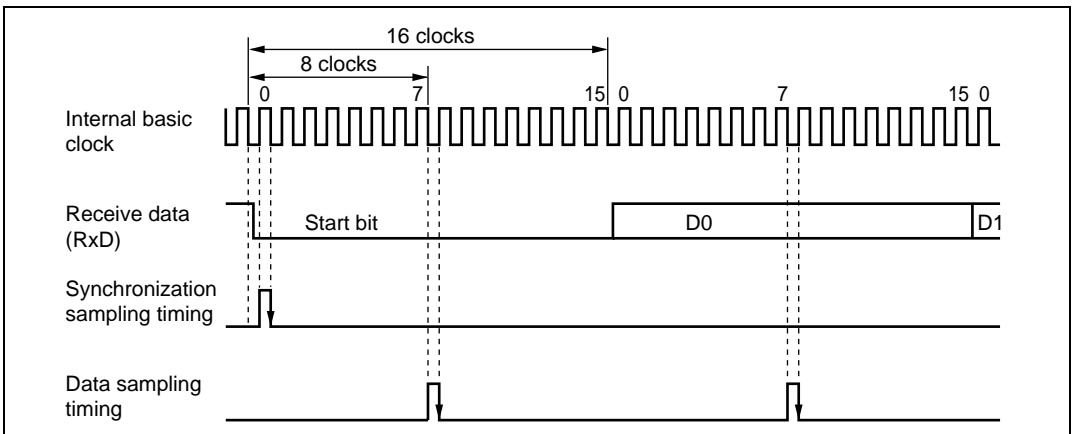 16 clocks
8 clocks
0 7 15 0 7 15 0
Internal basic
clock
Receive data
(RxD)
Start bit D0 D1
Synchronization
sampling timing
Data sampling
timing